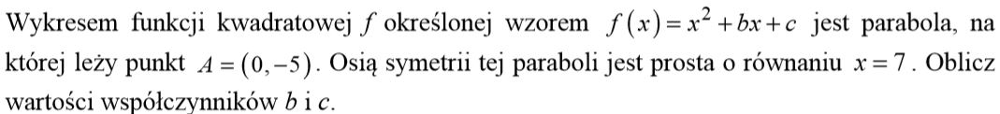 Wykresem funkcji kwadratowej f określonej wzorem f(x)=x²+bx+c jest parabola, na
której leży punkt A=(0,−5). Osią symetrii tej paraboli jest prosta o równaniu x=7. Oblicz
wartości współczynników b i c.